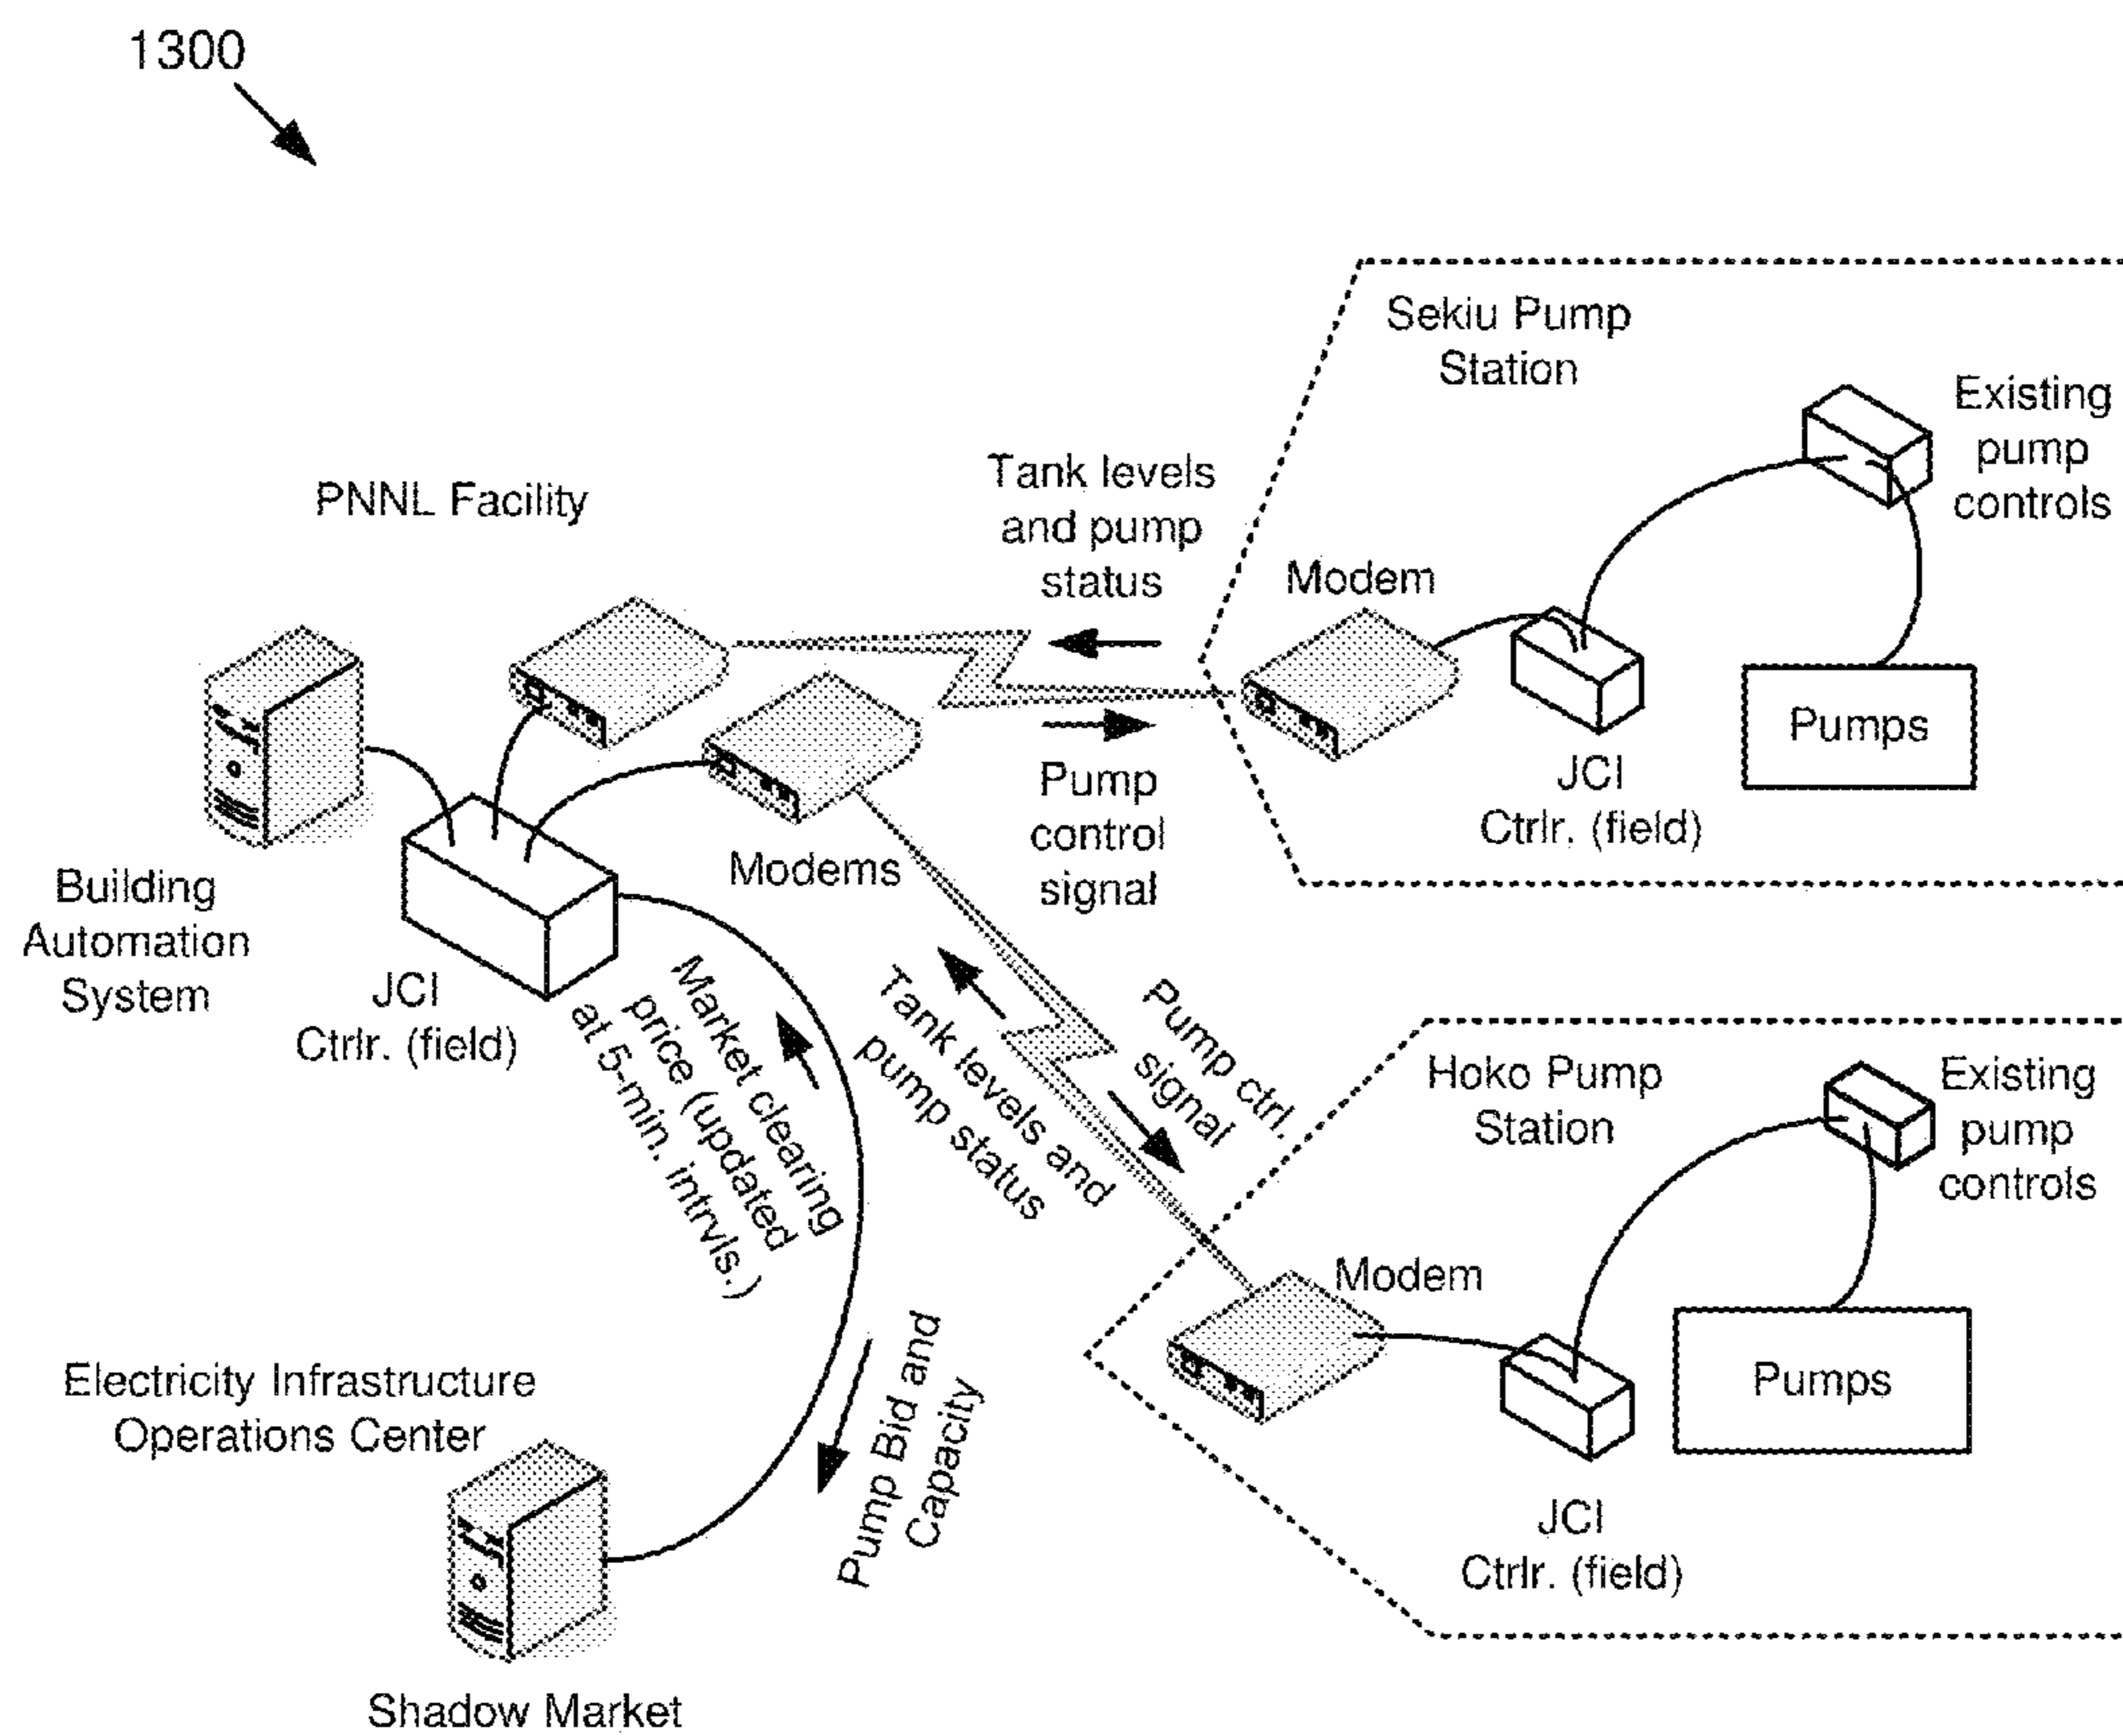 1300
Sekiu Pump
Station
Existing
pump
controls
Tank levels
and pump
status
PNNL Facility
Modem
Pumps
JCI
Ctrlr. (field)
Pump
control
signal
Modems
Building
Automation
System
JCI
Ctrlr. (field)
Market clearing
price (updated
at 5-min. intrvls.)
Tank levels and
pump status
Pump ctrl.
signal
Hoko Pump
Station
Existing
pump
controls
Modem
Pumps
JCI
Ctrlr. (field)
Pump Bid and
Capacity
Electricity Infrastructure
Operations Center
Shadow Market